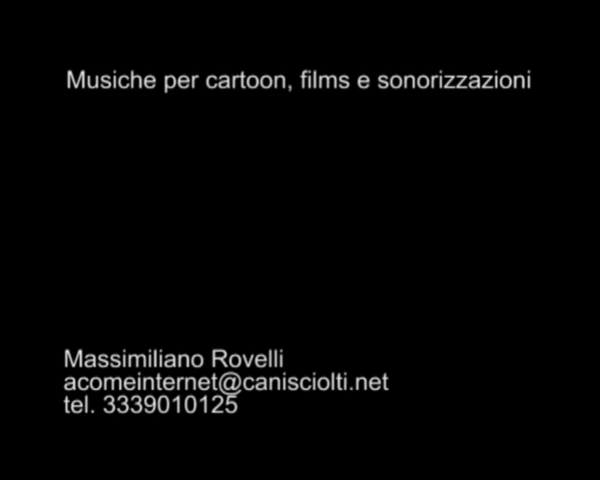 Musiche per cartoon, films e sonorizzazioni
Massimiliano Rovelli
acomeinternet@canisciolti.net
tel. 3339010125